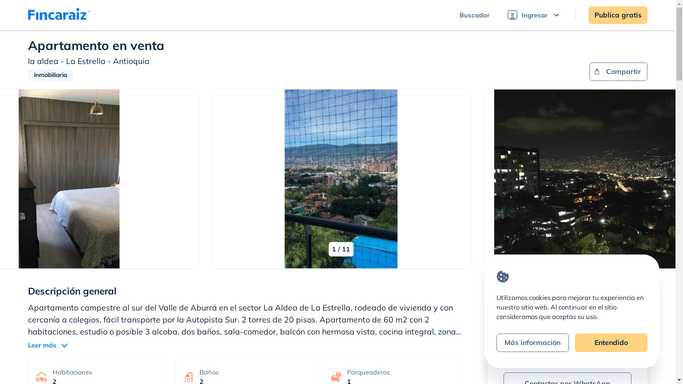 Fincaraiz
Buscador
Ingresar
Publica gratis
Apartamento en venta
la aldea - La Estrella - Antioquia
Inmobiliaria
Compartir
1 / 11
Descripción general
Apartamento campestre al sur del Valle de Aburrá en el sector La Aldea de La Estrella, rodeado de vivienda y con
cercanía a colegios, fácil transporte por la Autopista Sur. 2 torres de 20 pisos. Apartamento de 60 m2 con 2
habitaciones, estudio o posible 3 alcoba, dos baños, sala-comedor, balcón con hermosa vista, cocina integral, zona...
Leer más
Habitaciones
2
Baños
2
Parqueaderos
1
Utilizamos cookies para mejorar tu experiencia en
nuestro sitio web. Al continuar en el sitio
consideramos que aceptas su uso.
Más información
Entendido
Contactar por WhatsApp